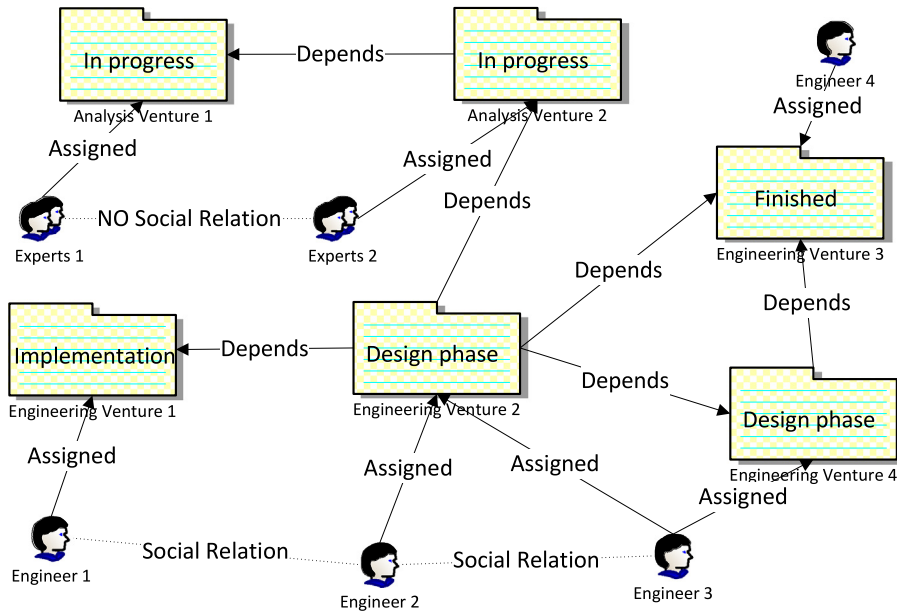 In progress
Depends
In progress
Engineer 4
Analysis Venture 1
Analysis Venture 2
Assigned
Assigned
Assigned
Depends
Finished
NO Social Relation
Experts 1
Experts 2
Engineering Venture 3
Depends
Depends
Implementation
Depends
Design phase
Depends
Engineering Venture 1
Engineering Venture 2
Design phase
Assigned
Assigned
Assigned
Engineering Venture 4
Assigned
Social Relation
Social Relation
Engineer 1
Engineer 2
Engineer 3